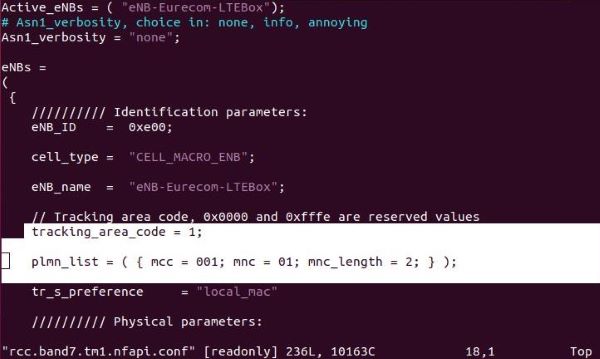 Active_eNBs = ( "eNB-Eurecom-LTEBox");
# Asn1_verbosity, choice in: none, info, annoying
Asn1_verbosity = "none";
eNBs =
(
{
////////// Identification parameters:
eNB_ID = 0xe00;
cell_type = "CELL_MACRO_ENB";
eNB_name = "eNB-Eurecom-LTEBox";
// Tracking area code, 0x0000 and 0xfffe are reserved values
tracking_area_code = 1;
plmn_list = ( { mcc = 001; mnc = 01; mnc_length = 2; } );
tr_s_preference = "local_mac"
////////// Physical parameters:
"rcc.band7.tm1.nfapi.conf" [readonly] 236L, 10163C 18,1 Top